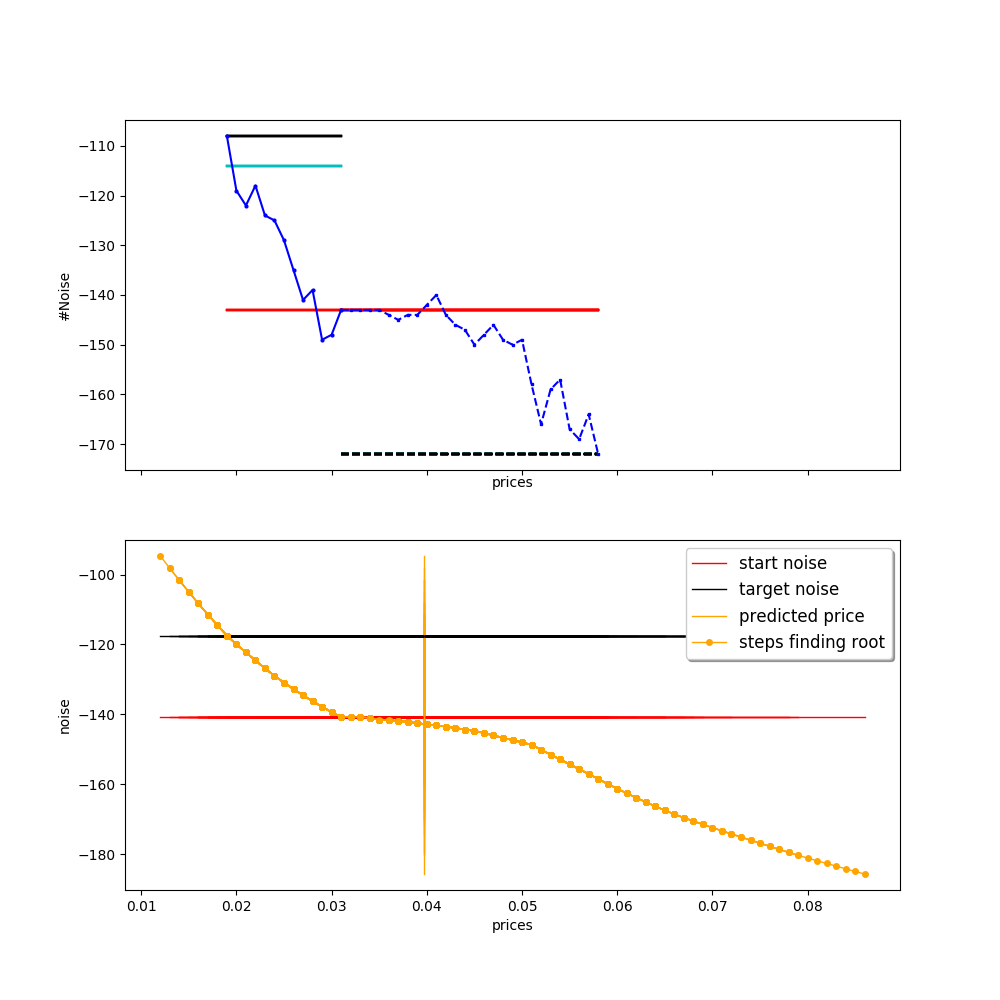 −110
−120
−130
−140
−150
−160
−170
#Noise
prices
−100
−120
−140
−160
−180
noise
start noise
target noise
predicted price
steps finding root
0.01 0.02 0.03 0.04 0.05 0.06 0.07 0.08
prices